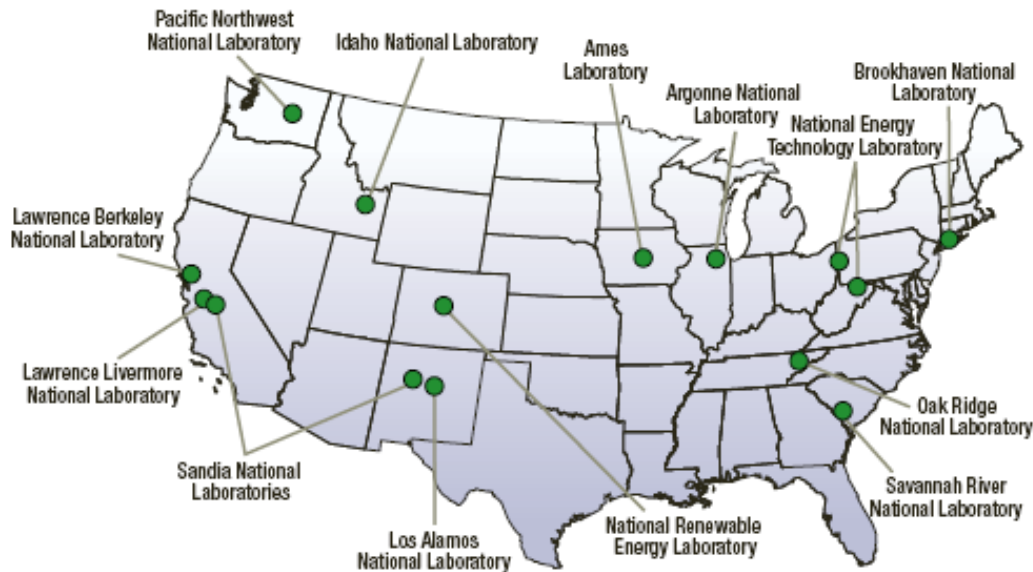 Pacific Northwest
National Laboratory
Idaho National Laboratory
Ames
Laboratory
Argonne National
Laboratory
Brookhaven National
Laboratory
National Energy
Technology Laboratory
Lawrence Berkeley
National Laboratory
Lawrence Livermore
National Laboratory
Sandia National
Laboratories
Los Alamos
National Laboratory
National Renewable
Energy Laboratory
Oak Ridge
National Laboratory
Savannah River
National Laboratory